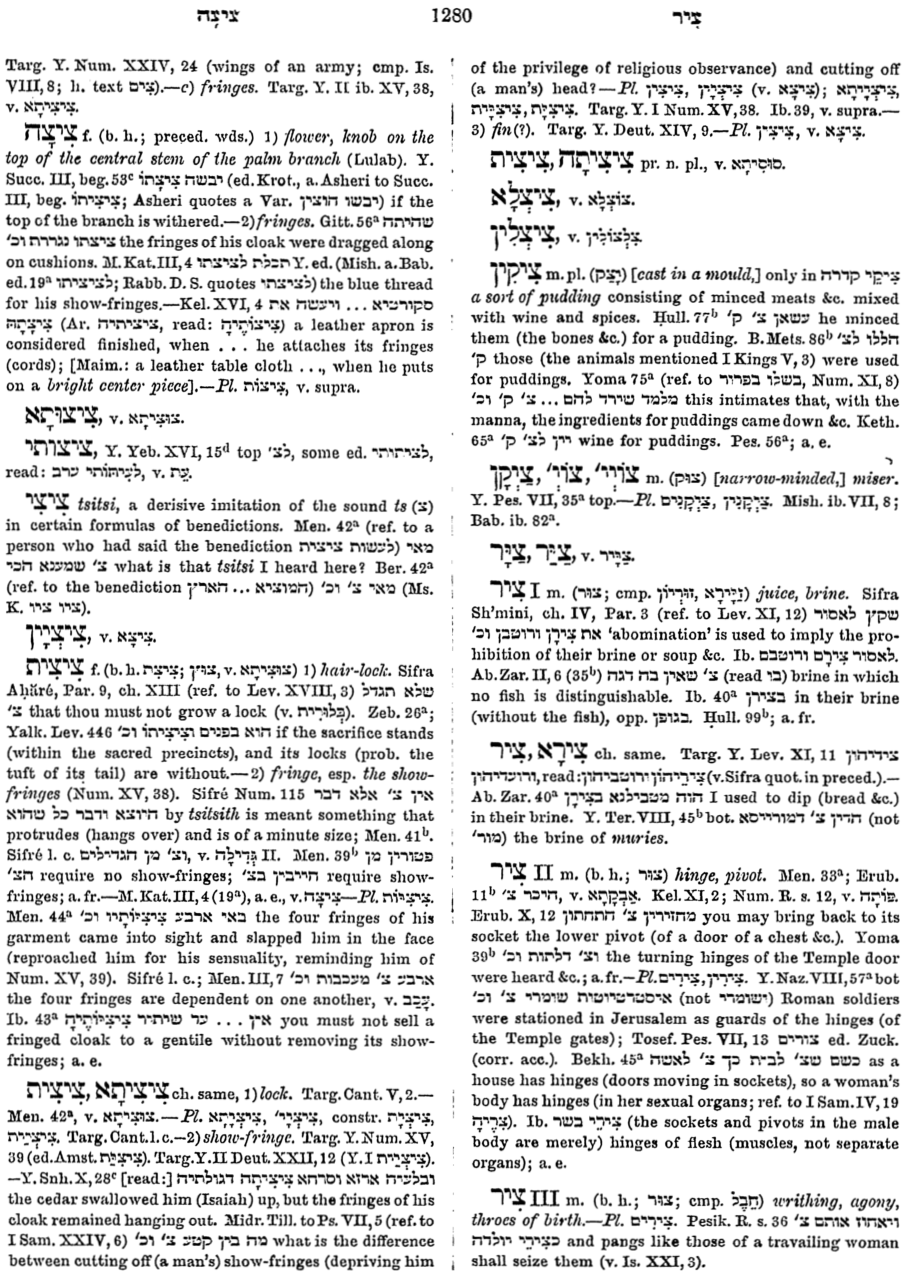 ציצה 1280 ציר
Targ. Y. Num. XXIV, 24 (wings of an army; cmp. Is.
VIII, 8; h. text צים).—c) fringes. Targ. Y. II ib. XV, 38,
v. צִיצִיתָא.
צִיצָה f. (b. h.; preced. wds.) 1) flower, knob on the
top of the central stem of the palm branch (Lulab). Y.
Succ. III, beg. 53c יבשה צִיצָתוֹ (ed. Krot., a. Asheri to Succ.
III, beg. צִיצִיתוֹ; Asheri quotes a Var. יבשו חוצין) if the
top of the branch is withered.—2) fringes. Gitt. 56a שהיתה
ציצתו נגררת וכ׳ the fringes of his cloak were dragged along
on cushions. M. Kat. III, 4 תכלת לציצתו Y. ed. (Mish. a. Bab.
ed. 19a לציציתו; Rabb. D. S. quotes לציצתו) the blue thread
for his show-fringes.—Kel. XVI, 4 סקורטיא ... ויעשה את
צִיצָתָהּ (Ar. ציציתיה, read: צִיצוֹתֶיהָ) a leather apron is
considered finished, when . . . he attaches its fringes
(cords); [Maim.: a leather table cloth . . ., when he puts
on a bright center piece].—Pl. צִיצוֹת, v. supra.
צִיצוּתָא, v. צוּצִיתָא.
צִיצוֹתי, Y. Yeb. XVI, 15d top לצ׳, some ed. לציתותי,
read: לְעִיתּוֹתֵי ערב, v. עֵת.
צִיצִי tsitsi, a derisive imitation of the sound ts (צ)
in certain formulas of benedictions. Men. 42a (ref. to a
person who had said the benediction לעשות ציצית) מאי
צ׳ שמענא הכי what is that tsitsi I heard here? Ber. 42a
(ref. to the benediction המוציא ... הארץ) מאי צ׳ וכ׳ (Ms.
K. ציו ציו).
צִיצְיָין, v. צִיצָא.
צִיצִית f. (b. h. צִיצִת; צוּץ, v. צוּצִיתָא) 1) hair-lock. Sifra
Aḥăré, Par. 9, ch. XIII (ref. to Lev. XVIII, 3) שלא תגדל
צ׳ that thou must not grow a lock (v. בְּלוֹרִית). Zeb. 26a;
Yalk. Lev. 446 הוא בפנים וציציתו וכ׳ if the sacrifice stands
(within the sacred precincts), and its locks (prob. the
tuft of its tail) are without.—2) fringe, esp. the show-
fringes (Num. XV, 38). Sifré Num. 115 אין צ׳ אלא דבר
היוצא ודבר כל שהוא by tsitsith is meant something that
protrudes (hangs over) and is of a minute size; Men. 41b.
Sifré l. c. וצ׳ מן הגדילים, v. גְּדִילָה II. Men. 39b פטורין מן
הצ׳ require no show-fringes; חייבין בצ׳ require show-
fringes; a. fr.—M. Kat. III, 4 (19a), a. e., v. צִיצָה.—Pl. צִיצִיּוֹת.
Men. 44a באי ארבע צִיצִיּוֹתָיו וכ׳ the four fringes of his
garment came into sight and slapped him in the face
(reproached him for his sensuality, reminding him of
Num. XV, 39). Sifré l. c.; Men. III, 7 ארבע צ׳ מעכבות וכ׳
the four fringes are dependent on one another, v. עָכַב.
Ib. 43a אין ... עד שיתיר צִיצִיּוֹתֶיהָ you must not sell a
fringed cloak to a gentile without removing its show-
fringes; a. e.
צִיצִיתָא, צִיצִית ch. same, 1) lock. Targ. Cant. V, 2.—
Men. 42a, v. צוּצִיתָא.—Pl. צִיצְיָיתָא, צִיצְיָי׳, constr. צִיצְיַת,
צִיצְיַית. Targ. Cant. l. c.—2) show-fringe. Targ. Y. Num. XV,
39 (ed. Amst. צִיצִיַּת). Targ. Y. II Deut. XXII, 12 (Y. I צִיצְיַית).
—Y. Snh. X, 28c [read:] ובלעיה ארזא וסרחא צִיצִיתָה דגולתיה
the cedar swallowed him (Isaiah) up, but the fringes of his
cloak remained hanging out. Midr. Till. to Ps. VII, 5 (ref. to
I Sam. XXIV, 6) מה בין קטע צ׳ וכ׳ what is the difference
between cutting off (a man's) show-fringes (depriving him
of the privilege of religious observance) and cutting off
(a man's) head?—Pl. צִיצִין, צִיצְיָן (v. צִיצָא); צִיצְיָיתָא,
צִיצְיָת, צִיצְיָית. Targ. Y. I Num. XV, 38. Ib. 39, v. supra.—
3) fin (?). Targ. Y. Deut. XIV, 9.—Pl. צִיצִין, v. צִיצָא.
צִיצִיתָה, צִיצִית pr. n. pl., v. סוּסִיתָא.
צִיצְלָא, v. צוֹצְלָא.
צִיצְלִין, v. צִלְצוּלִין.
צִיקִין m. pl. (יָצַק) [cast in a mould,] only in צִיקֵי קדרה
a sort of pudding consisting of minced meats &c. mixed
with wine and spices. Ḥull. 77b עשאן צ׳ ק׳ he minced
them (the bones &c.) for a pudding. B. Mets. 86b הללו לצ׳
ק׳ those (the animals mentioned I Kings V, 3) were used
for puddings. Yoma 75a (ref. to בשלו בפרור, Num. XI, 8)
מלמד שירד להם ... צ׳ ק׳ וכ׳ this intimates that, with the
manna, the ingredients for puddings came down &c. Keth.
65a יין לצ׳ ק׳ wine for puddings. Pes. 56a; a. e.
צַיְקָן, צוֹיְ׳, צוֹוְי׳ m. (צוּק) [narrow-minded,] miser.
Y. Pes. VII, 35a top.—Pl. צַיְקָנִים, צַיְקָנִין. Mish. ib. VII, 8;
Bab. ib. 82a.
צַיָּר, צַיַּר, v. צַיָּיר.
צִיר I m. (צור; cmp. זִיּוּרִין, זִיְירָא) juice, brine. Sifra
Sh'mini, ch. IV, Par. 3 (ref. to Lev. XI, 12) שקץ לאסור
את צירן ורוטבן וכ׳ 'abomination' is used to imply the pro-
hibition of their brine or soup &c. Ib. לאסור צירם ורוטבם.
Ab. Zar. II, 6 (35b) צ׳ שאין בה דגה (read בו) brine in which
no fish is distinguishable. Ib. 40a בצירן in their brine
(without the fish), opp. בגופן. Ḥull. 99b; a. fr.
צִירָא, צִיר ch. same. Targ. Y. Lev. XI, 11 צידיהון
ורועדיהון, read: צִירֵיהוֹן ורוטביהון (v. Sifra quot. in preced.).—
Ab. Zar. 40a הוה מטבילנא בצִירָן I used to dip (bread &c.)
in their brine. Y. Ter. VIII, 45b bot. הדין צ׳ דמורייסא (not
מור׳) the brine of muries.
צִיר II m. (b. h.; צור) hinge, pivot. Men. 33a; Erub.
11b היכר צ׳, v. אֲבַקְתָּא. Kel. XI, 2; Num. R. s. 12, v. פּוֹתָה.
Erub. X, 12 מחזירין צ׳ התחתון you may bring back to its
socket the lower pivot (of a door of a chest &c.). Yoma
39b וצ׳ דלתות וכ׳ the turning hinges of the Temple door
were heard &c.; a. fr.—Pl. צִירִין, צִירִים. Y. Naz. VIII, 57a bot
איסטרטיוטות שומרי צ׳ וכ׳ (not ושומרי) Roman soldiers
were stationed in Jerusalem as guards of the hinges (of
the Temple gates); Tosef. Pes. VII, 13 צורים ed. Zuck.
(corr. acc.). Bekh. 45a כשם שצ׳ לבית כך צ׳ לאשה as a
house has hinges (doors moving in sockets), so a woman's
body has hinges (in her sexual organs; ref. to I Sam. IV, 19
צִרֶיהָ). Ib. צִירֵי בשר (the sockets and pivots in the male
body are merely) hinges of flesh (muscles, not separate
organs); a. e.
צִיר III m. (b. h.; צור; cmp. חֵבֶל) writhing, agony,
throes of birth.—Pl. צִירִים. Pesik. R. s. 36 ויאחוז אותם צ׳
כצירי יולדה and pangs like those of a travailing woman
shall seize them (v. Is. XXI, 3).